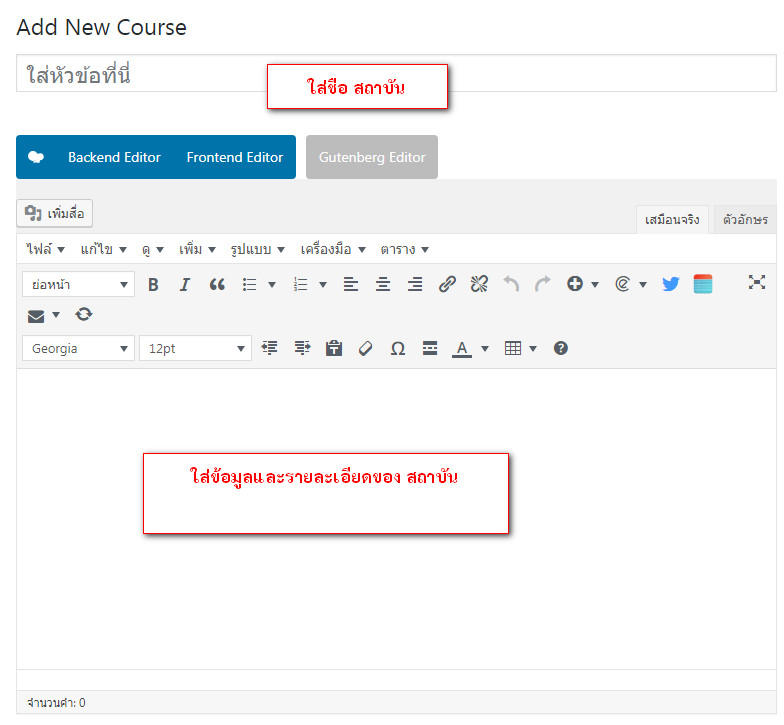 Add New Course
ใส่หัวข้อที่นี่
ใส่ชื่อ สถาบัน
Backend Editor Frontend Editor Gutenberg Editor
เพิ่มสื่อ
เสมือนจริง ตัวอักษร
ไฟล์ แก้ไข ดู เพิ่ม รูปแบบ เครื่องมือ ตาราง
ย่อหน้า
Georgia 12pt
ใส่ข้อมูลและรายละเอียดของ สถาบัน
จำนวนคำ: 0